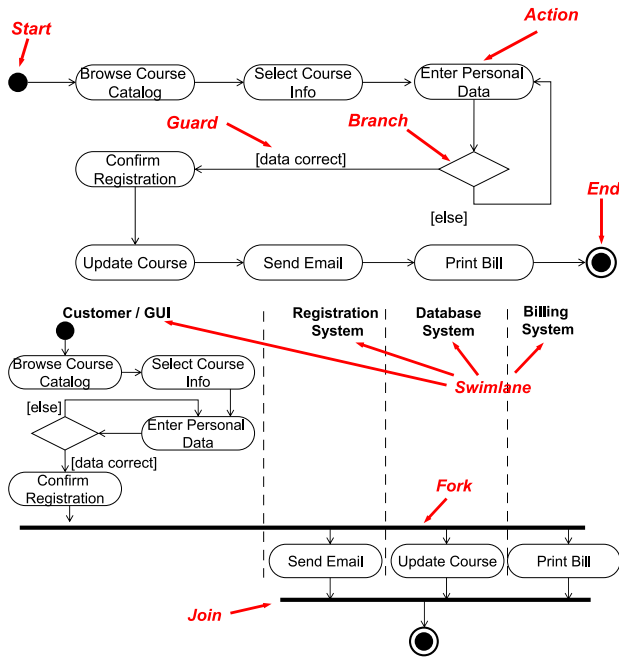 Start
Action
Browse Course
Catalog
Select Course
Info
Enter Personal
Data
Guard
Branch
Confirm
Registration
[data correct]
[else]
End
Update Course
Send Email
Print Bill
Customer / GUI
Registration
System
Database
System
Billing
System
Browse Course
Catalog
Select Course
Info
Swimlane
[else]
Enter Personal
Data
[data correct]
Confirm
Registration
Fork
Send Email
Update Course
Print Bill
Join